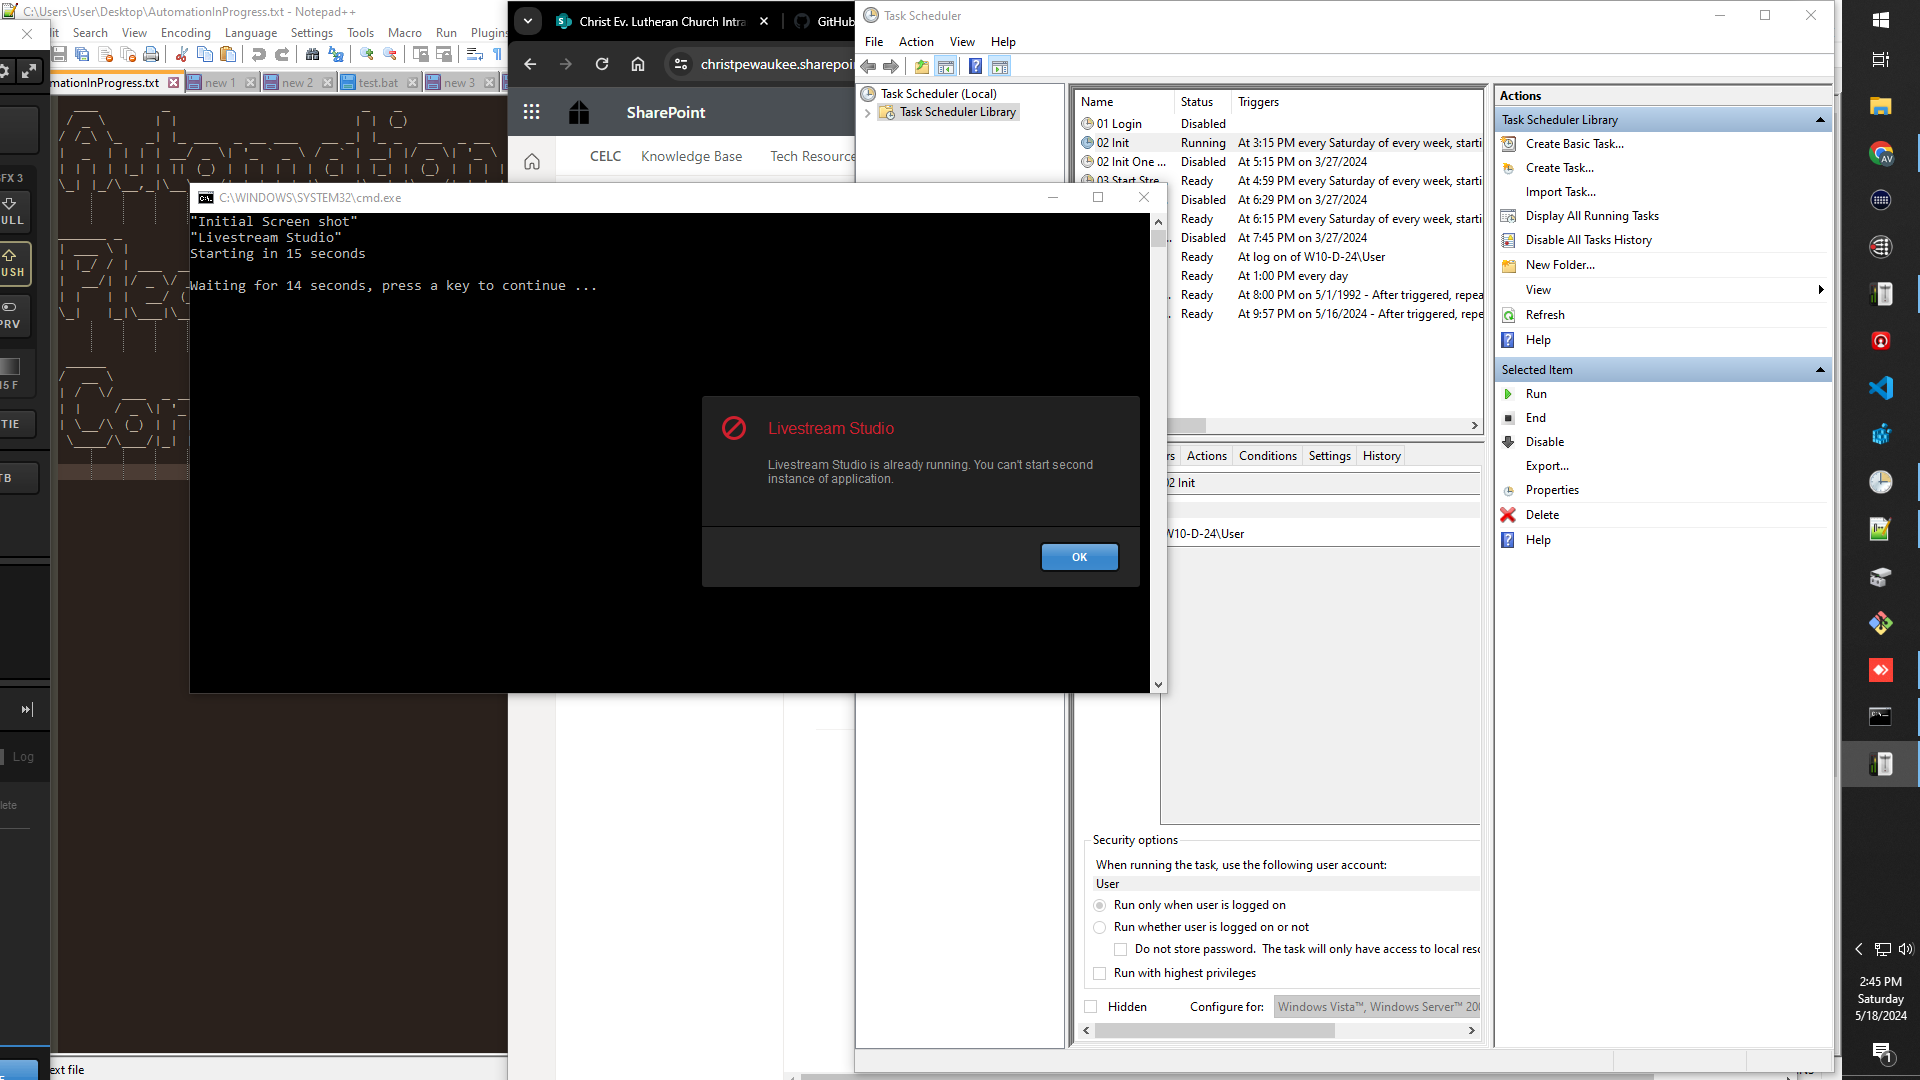 C:\Users\User\Desktop\AutomationInProgress.txt - Notepad++
it Search View Encoding Language Settings Tools Macro Run Plugins
mationInProgress.txt new 1 new 2 test.bat new 3
Automation
Please
FX 3
ULL
USH
PRV
15 F
TIE
TB
Log
lete
ext file
Christ Ev. Lutheran Church Intra
GitHub
christpewaukee.sharepoi
SharePoint
CELC Knowledge Base Tech Resource
C:\WINDOWS\SYSTEM32\cmd.exe
"Initial Screen shot"
"Livestream Studio"
Starting in 15 seconds
Waiting for 14 seconds, press a key to continue ...
Livestream Studio
Livestream Studio is already running. You can't start second
instance of application.
OK
Task Scheduler
File Action View Help
Task Scheduler (Local)
Task Scheduler Library
Name Status Triggers
01 Login Disabled
02 Init Running At 3:15 PM every Saturday of every week, starti
02 Init One ... Disabled At 5:15 PM on 3/27/2024
03 Start Stre... Ready At 4:59 PM every Saturday of every week, starti
Disabled At 6:29 PM on 3/27/2024
Ready At 6:15 PM every Saturday of every week, starti
Disabled At 7:45 PM on 3/27/2024
Ready At log on of W10-D-24\User
Ready At 1:00 PM every day
Ready At 8:00 PM on 5/1/1992 - After triggered, repea
Ready At 9:57 PM on 5/16/2024 - After triggered, repe
rs Actions Conditions Settings History
02 Init
W10-D-24\User
Security options
When running the task, use the following user account:
User
Run only when user is logged on
Run whether user is logged on or not
Do not store password. The task will only have access to local reso
Run with highest privileges
Hidden Configure for: Windows Vista™, Windows Server™ 200
Actions
Task Scheduler Library
Create Basic Task...
Create Task...
Import Task...
Display All Running Tasks
Disable All Tasks History
New Folder...
View
Refresh
Help
Selected Item
Run
End
Disable
Export...
Properties
Delete
Help
2:45 PM
Saturday
5/18/2024
1